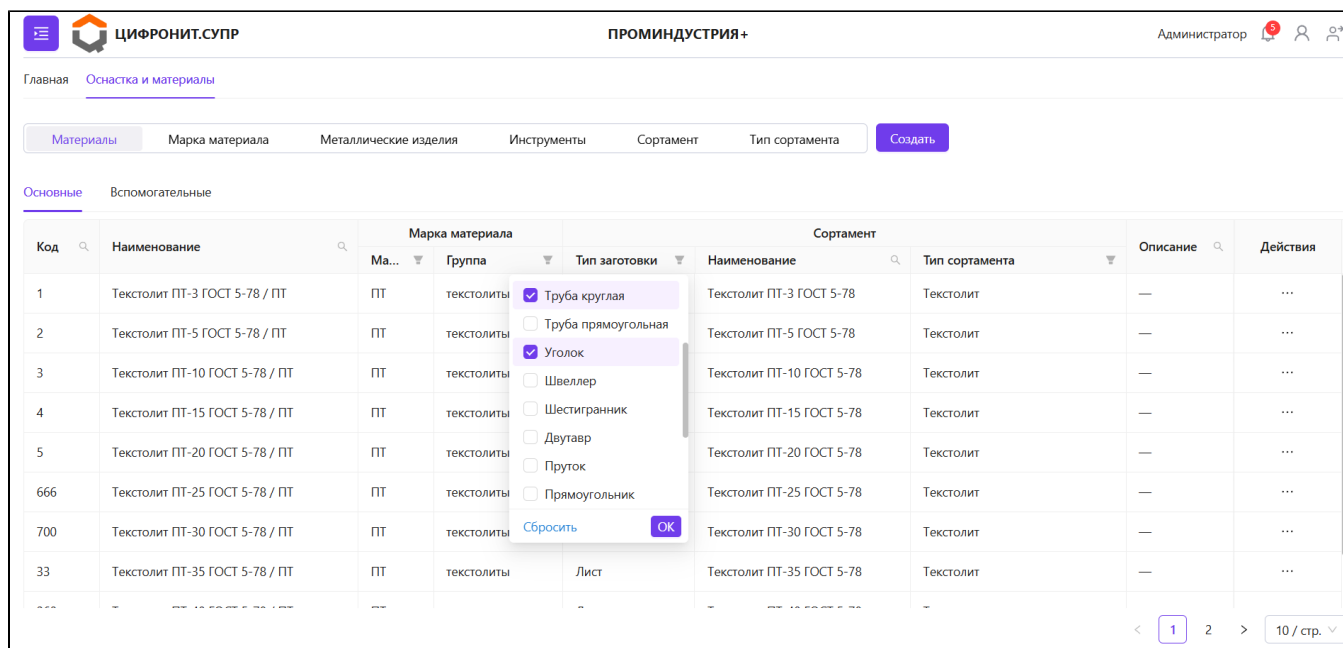 ЦИФРОНИТ.СУПР ПРОМИНДУСТРИЯ+ Администратор 5
Главная Оснастка и материалы
Материалы Марка материала Металлические изделия Инструменты Сортамент Тип сортамента Создать
Основные Вспомогательные
Марка материала Сортамент
Код Наименование Описание Действия
Ма... Группа Тип заготовки Наименование Тип сортамента
1 Текстолит ПТ-3 ГОСТ 5-78 / ПТ ПТ текстолиты Труба круглая Текстолит ПТ-3 ГОСТ 5-78 Текстолит — ...
Труба прямоугольная
2 Текстолит ПТ-5 ГОСТ 5-78 / ПТ ПТ текстолиты Текстолит ПТ-5 ГОСТ 5-78 Текстолит — ...
Уголок
3 Текстолит ПТ-10 ГОСТ 5-78 / ПТ ПТ текстолиты Текстолит ПТ-10 ГОСТ 5-78 Текстолит — ...
Швеллер
4 Текстолит ПТ-15 ГОСТ 5-78 / ПТ ПТ текстолиты Шестигранник Текстолит ПТ-15 ГОСТ 5-78 Текстолит — ...
Двутавр
5 Текстолит ПТ-20 ГОСТ 5-78 / ПТ ПТ текстолиты Текстолит ПТ-20 ГОСТ 5-78 Текстолит — ...
Пруток
666 Текстолит ПТ-25 ГОСТ 5-78 / ПТ ПТ текстолиты Прямоугольник Текстолит ПТ-25 ГОСТ 5-78 Текстолит — ...
700 Текстолит ПТ-30 ГОСТ 5-78 / ПТ ПТ текстолиты Сбросить OK Текстолит ПТ-30 ГОСТ 5-78 Текстолит — ...
33 Текстолит ПТ-35 ГОСТ 5-78 / ПТ ПТ текстолиты Лист Текстолит ПТ-35 ГОСТ 5-78 Текстолит — ...
< 1 2 > 10 / стр.